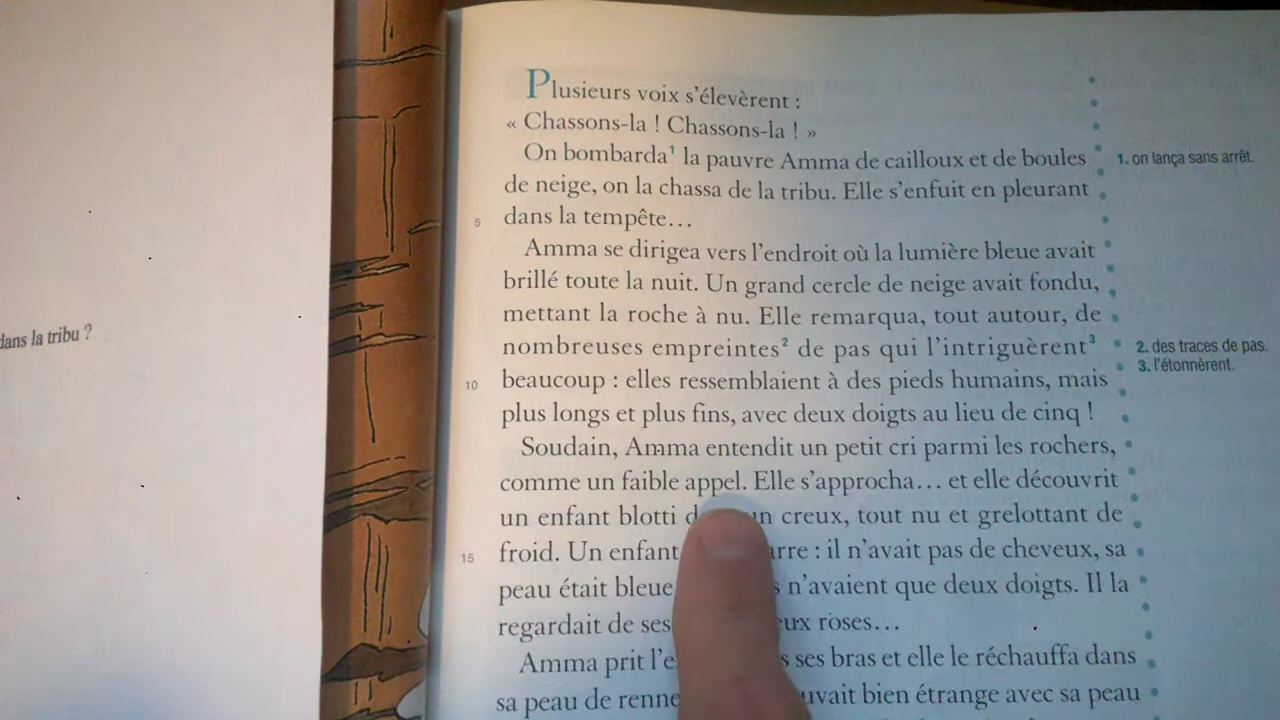 dans la tribu ?
Plusieurs voix s'élevèrent :
« Chassons-la ! Chassons-la ! »
On bombarda¹ la pauvre Amma de cailloux et de boules
de neige, on la chassa de la tribu. Elle s'enfuit en pleurant
5 dans la tempête...
Amma se dirigea vers l'endroit où la lumière bleue avait
brillé toute la nuit. Un grand cercle de neige avait fondu,
mettant la roche à nu. Elle remarqua, tout autour, de
nombreuses empreintes² de pas qui l'intriguèrent³
10 beaucoup : elles ressemblaient à des pieds humains, mais
plus longs et plus fins, avec deux doigts au lieu de cinq !
Soudain, Amma entendit un petit cri parmi les rochers,
comme un faible appel. Elle s'approcha... et elle découvrit
un enfant blotti un creux, tout nu et grelottant de
15 froid. Un enfant : il n'avait pas de cheveux, sa
peau était bleue n'avaient que deux doigts. Il la
regardait de ses roses...
Amma prit ses bras et elle le réchauffa dans
sa peau de renne bien étrange avec sa peau
1. on lança sans arrêt.
2. des traces de pas.
3. l'étonnèrent.